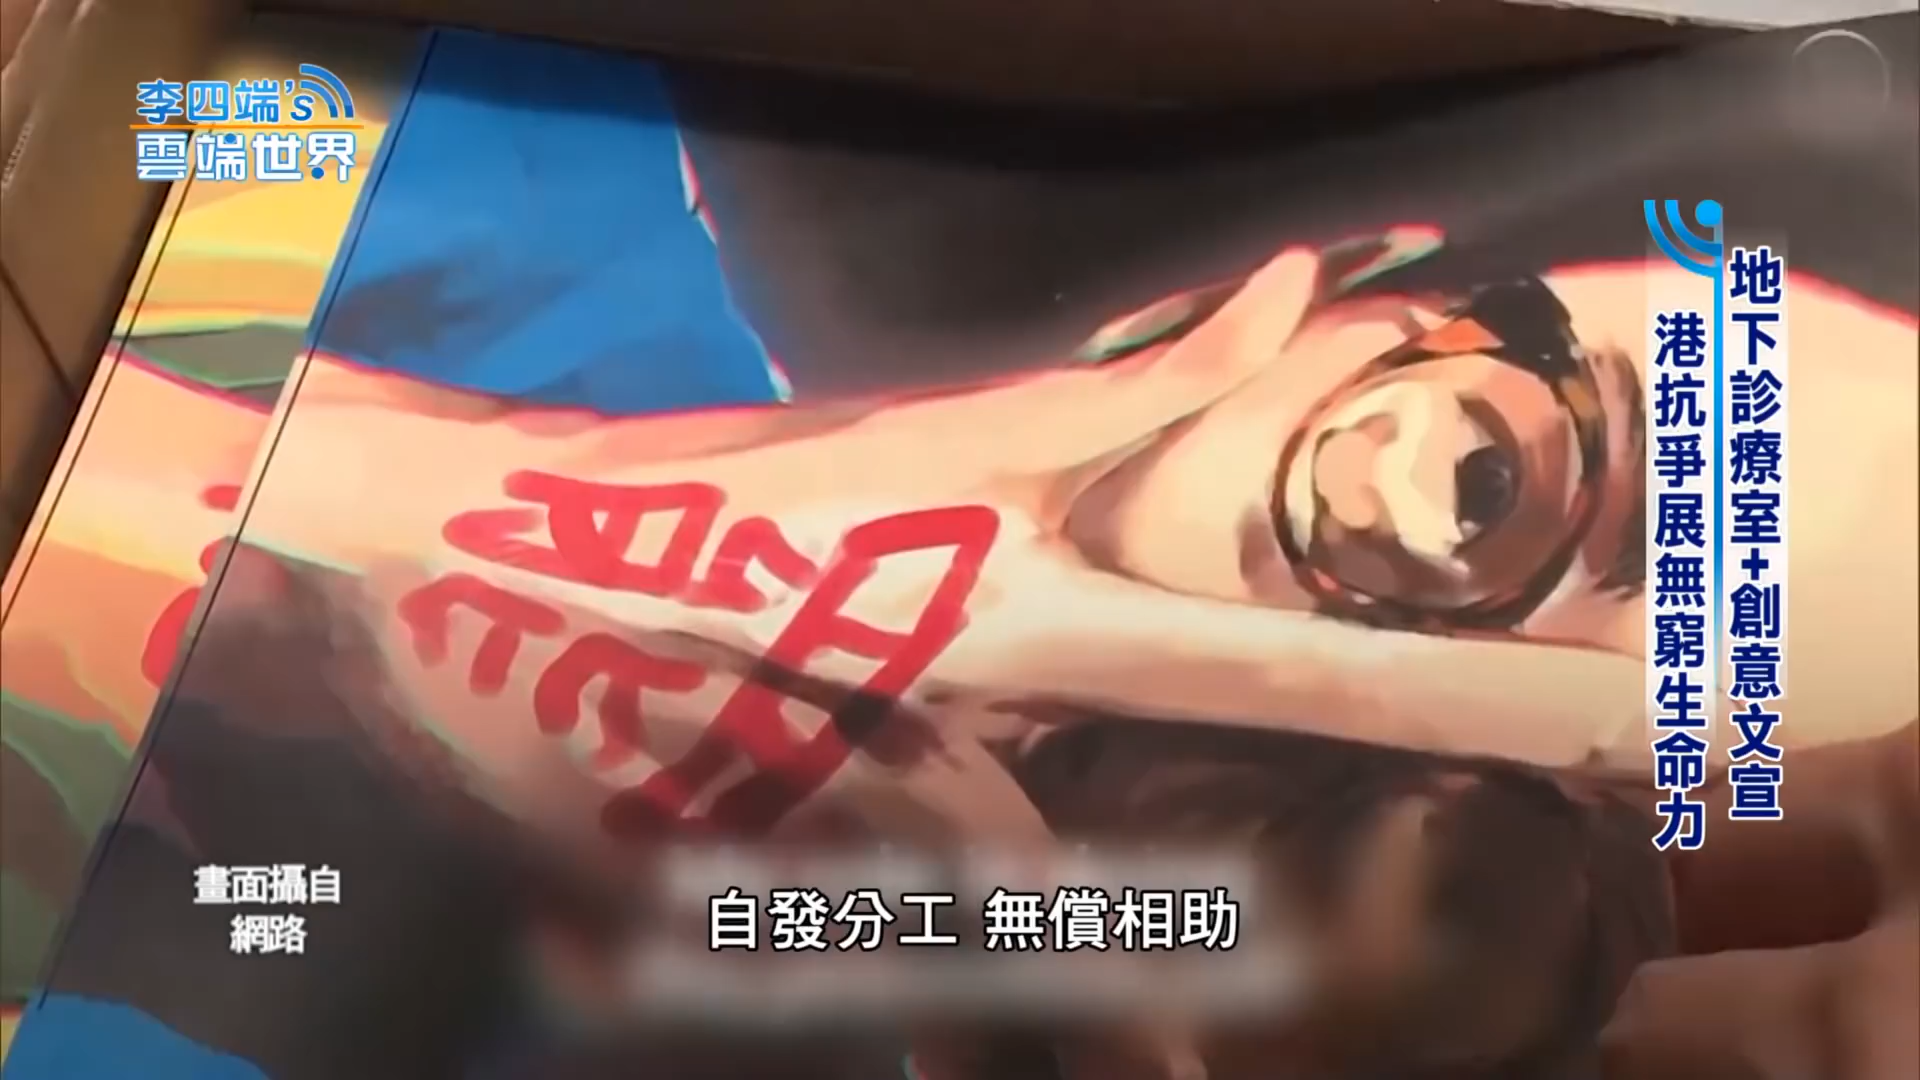 李四端's
雲端世界
地下診療室+創意文宣
港抗爭展無窮生命力
畫面攝自
網路
自發分工 無償相助